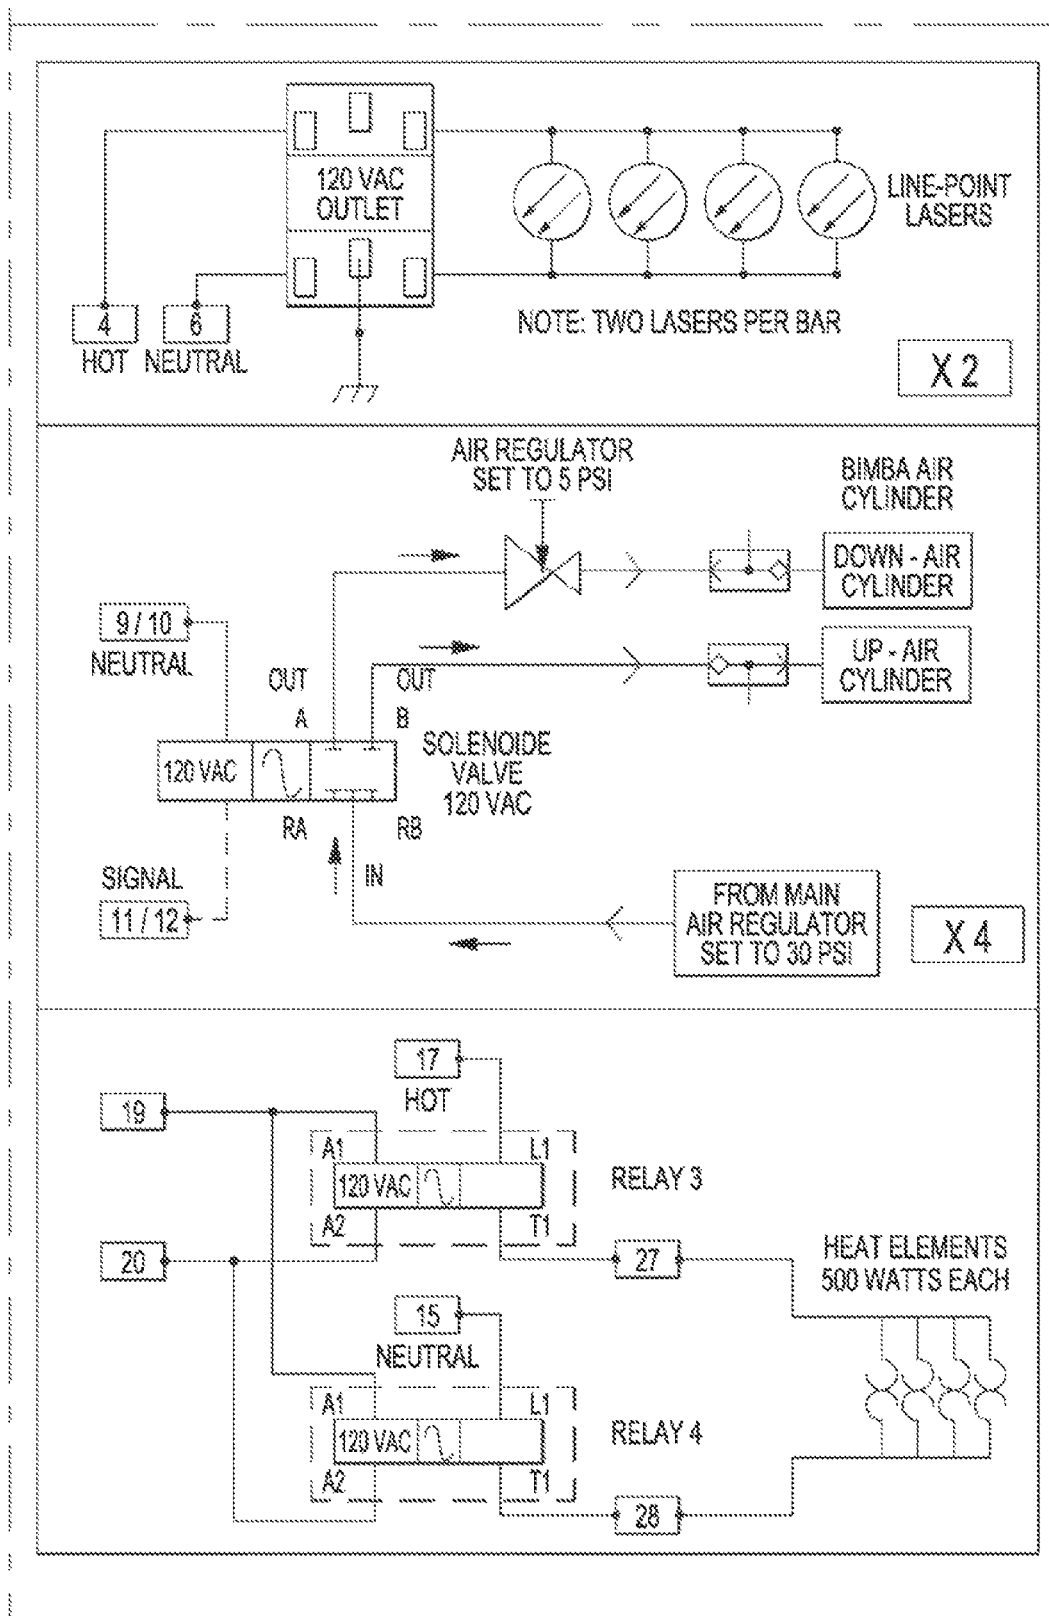 120 VAC
OUTLET
LINE-POINT
LASERS
4
HOT
6
NEUTRAL
NOTE: TWO LASERS PER BAR
X 2
AIR REGULATOR
SET TO 5 PSI
BIMBA AIR
CYLINDER
DOWN - AIR
CYLINDER
9 / 10
NEUTRAL
OUT
A
OUT
B
UP - AIR
CYLINDER
120 VAC
SOLENOIDE
VALVE
120 VAC
RA
RB
IN
SIGNAL
11 / 12
FROM MAIN
AIR REGULATOR
SET TO 30 PSI
X 4
17
HOT
19
A1
L1
120 VAC
RELAY 3
A2
T1
20
27
HEAT ELEMENTS
500 WATTS EACH
15
NEUTRAL
A1
L1
120 VAC
RELAY 4
A2
T1
28